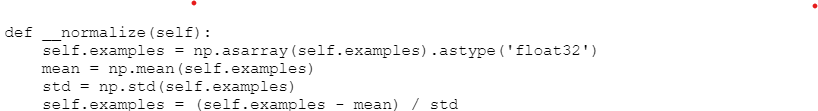 def __normalize(self):
    self.examples = np.asarray(self.examples).astype('float32')
    mean = np.mean(self.examples)
    std = np.std(self.examples)
    self.examples = (self.examples - mean) / std